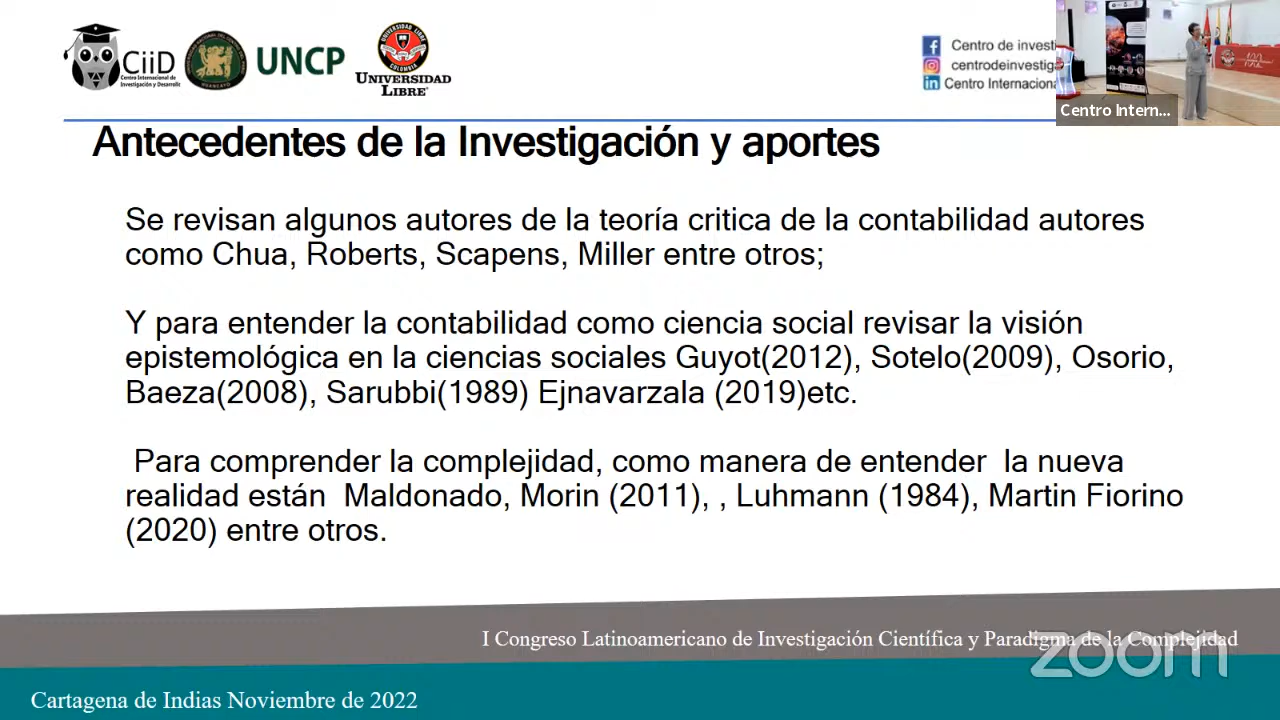 CiiD
Centro Internacional de
Investigación y Desarrollo
UNCP
UNIVERSIDAD LIBRE
COLOMBIA
UNIVERSIDAD
LIBRE®
Centro de investi
centrodeinvestiga
Centro Internaciona
Centro Intern...
Antecedentes de la Investigación y aportes
Se revisan algunos autores de la teoría critica de la contabilidad autores
como Chua, Roberts, Scapens, Miller entre otros;
Y para entender la contabilidad como ciencia social revisar la visión
epistemológica en la ciencias sociales Guyot(2012), Sotelo(2009), Osorio,
Baeza(2008), Sarubbi(1989) Ejnavarzala (2019)etc.
Para comprender la complejidad, como manera de entender la nueva
realidad están Maldonado, Morin (2011), , Luhmann (1984), Martin Fiorino
(2020) entre otros.
I Congreso Latinoamericano de Investigación Científica y Paradigma de la Complejidad
zoom
Cartagena de Indias Noviembre de 2022